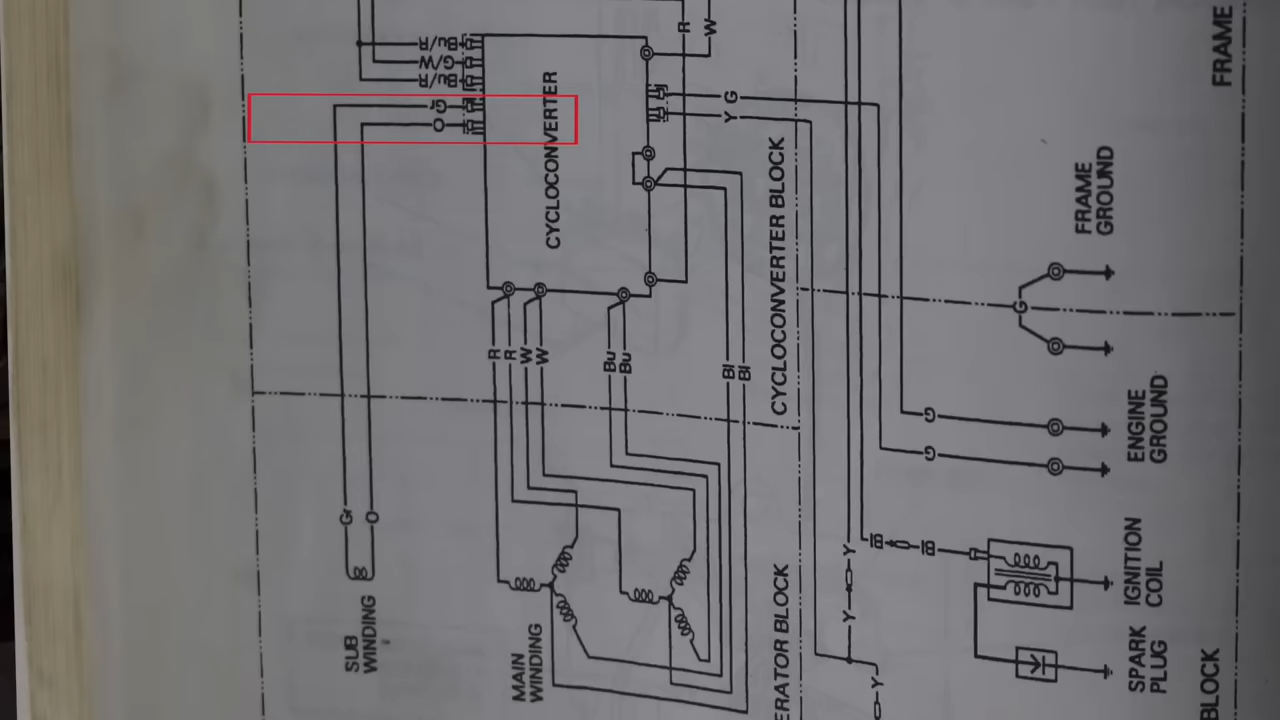 R
W
FRAME
Bu/R
G/W
Bu/R
Gr
O
CYCLOCONVERTER
G
Y
CYCLOCONVERTER BLOCK
FRAME
GROUND
G
R
R
W
W
Bu
Bu
Bl
Bl
G
G
ENGINE
GROUND
Gr
O
SUB
WINDING
MAIN
WINDING
ERATOR BLOCK
Y
Y
Y
Bl
Bl
IGNITION
COIL
SPARK
PLUG
BLOCK